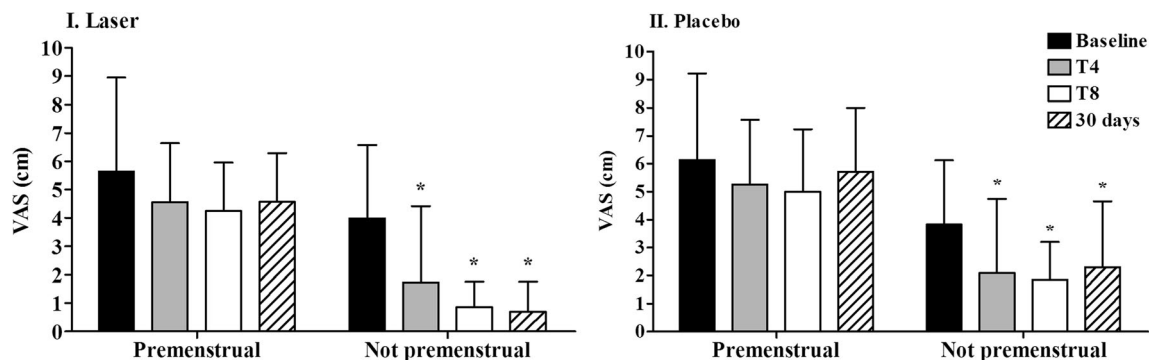 I. Laser
10
9
8
7
6
5
4
3
2
1
0
VAS (cm)
*
*
*
Premenstrual
Not premenstrual
II. Placebo
10
9
8
7
6
5
4
3
2
1
0
VAS (cm)
*
*
*
Premenstrual
Not premenstrual
Baseline
T4
T8
30 days